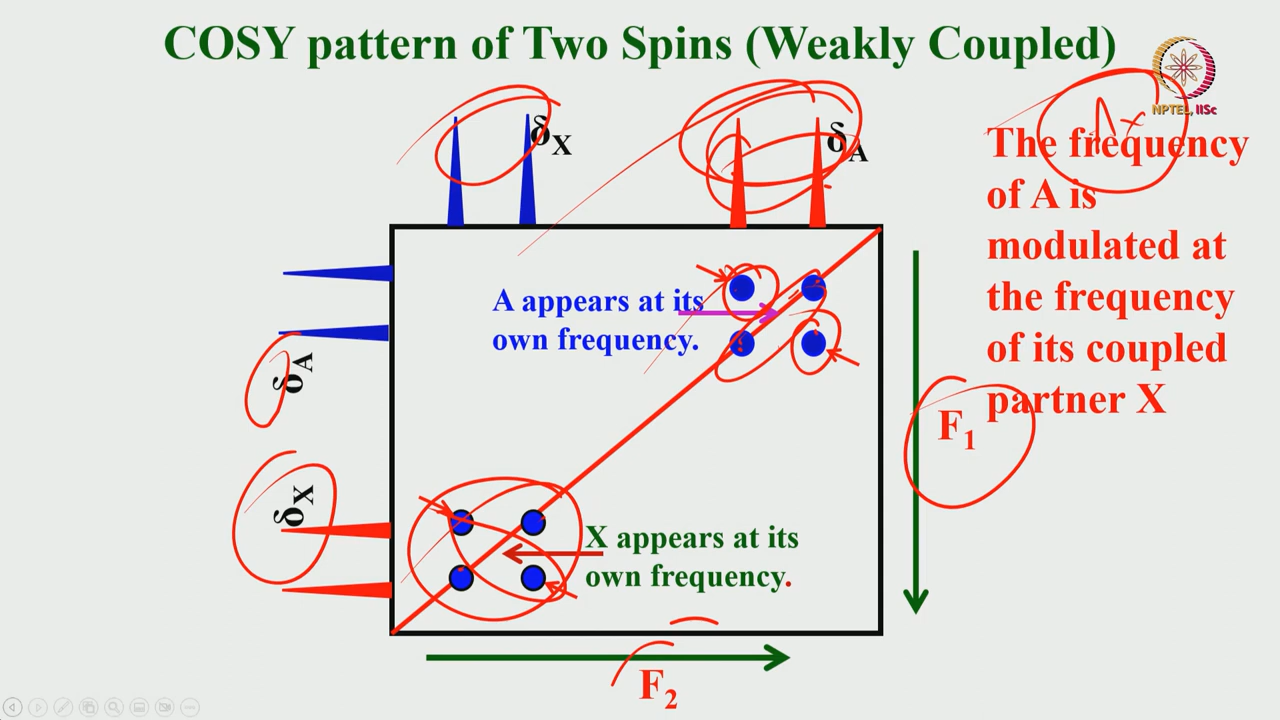 COSY pattern of Two Spins (Weakly Coupled)
NPTEL, IISc
δX
δA
AX
The frequency
of A is
modulated at
the frequency
of its coupled
partner X
A appears at its
own frequency.
δA
F1
δX
X appears at its
own frequency.
F2